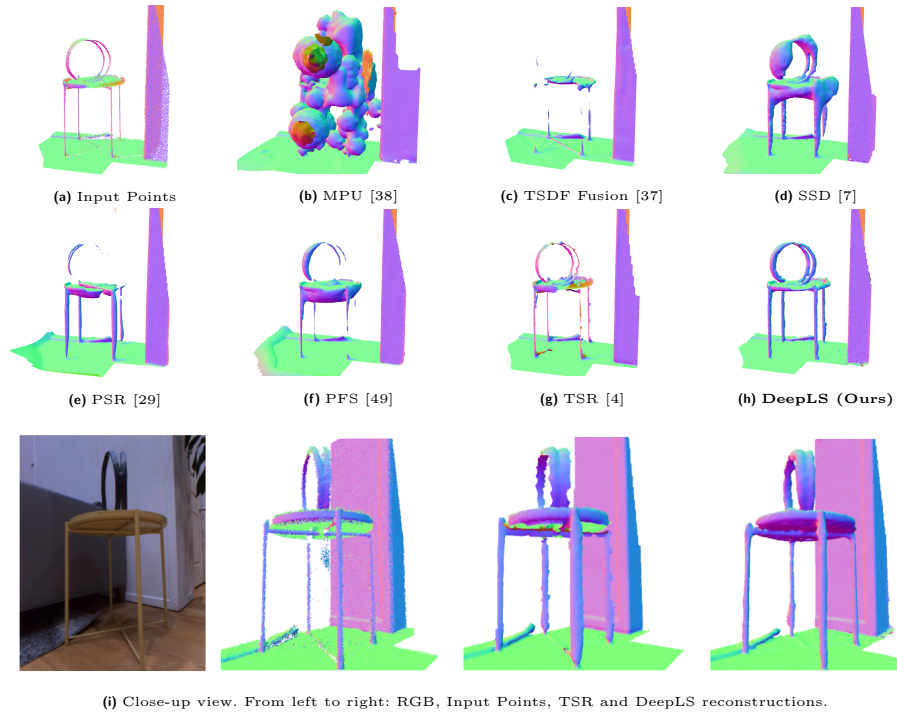 (a) Input Points
(b) MPU [38]
(c) TSDF Fusion [37]
(d) SSD [7]
(e) PSR [29]
(f) PFS [49]
(g) TSR [4]
(h) DeepLS (Ours)
(i) Close-up view. From left to right: RGB, Input Points, TSR and DeepLS reconstructions.